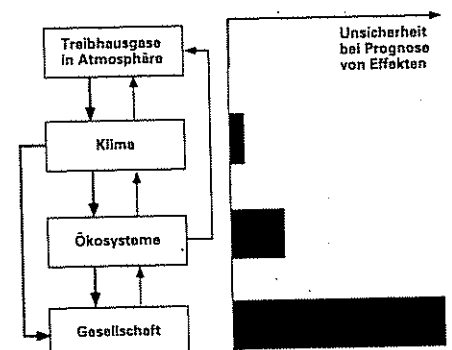 Treibhausgase
in Atmosphäre
Unsicherheit
bei Prognose
von Effekten
Klima
Ökosysteme
Gesellschaft